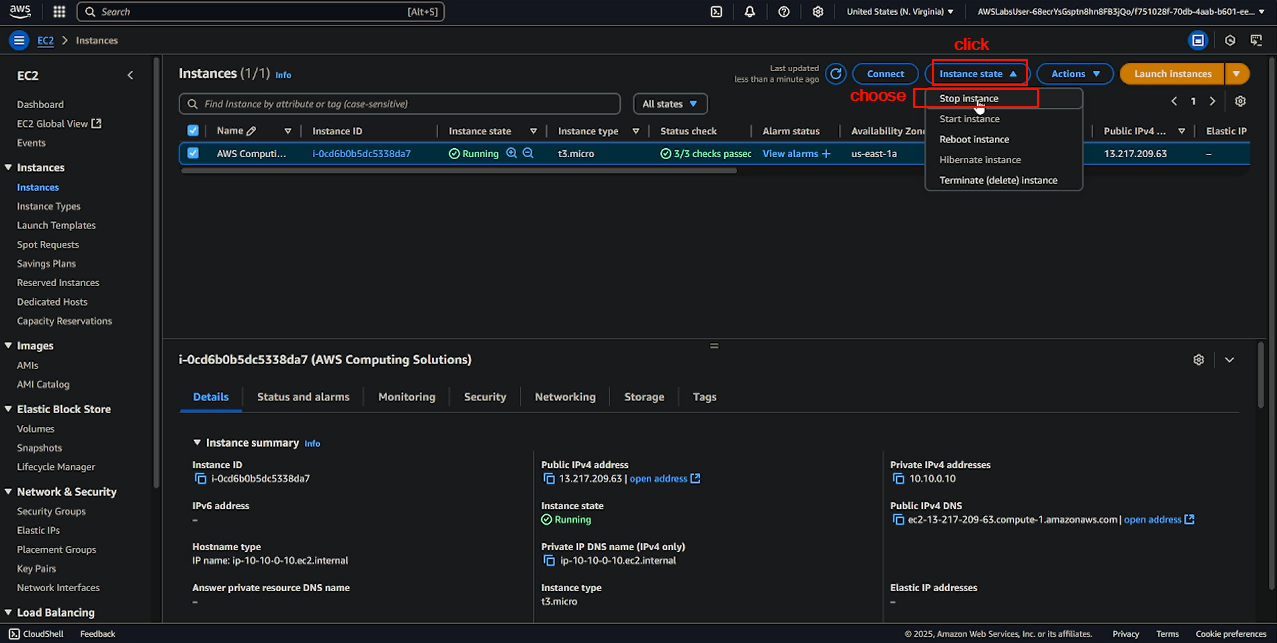 aws
Search [Alt+S]
United States (N. Virginia)
AWSLabsUser-68ecrYsGsptn8hn8FB3jQo/f751028f-70db-4aab-b601-ee...
EC2 > Instances
click
choose
EC2
Dashboard
EC2 Global View
Events
Instances
Instances
Instance Types
Launch Templates
Spot Requests
Savings Plans
Reserved Instances
Dedicated Hosts
Capacity Reservations
Images
AMIs
AMI Catalog
Elastic Block Store
Volumes
Snapshots
Lifecycle Manager
Network & Security
Security Groups
Elastic IPs
Placement Groups
Key Pairs
Network Interfaces
Load Balancing
Instances (1/1) Info
Last updated
less than a minute ago
Connect
Instance state
Actions
Launch instances
Find Instance by attribute or tag (case-sensitive)
All states
1
Stop instance
Start instance
Reboot instance
Hibernate instance
Terminate (delete) instance
Name Instance ID Instance state Instance type Status check Alarm status Availability Zone Public IPv4 ... Elastic IP
AWS Computi... i-0cd6b0b5dc5338da7 Running t3.micro 3/3 checks passed View alarms + us-east-1a 13.217.209.63 –
i-0cd6b0b5dc5338da7 (AWS Computing Solutions)
Details Status and alarms Monitoring Security Networking Storage Tags
Instance summary Info
Instance ID
i-0cd6b0b5dc5338da7
Public IPv4 address
13.217.209.63 | open address
Private IPv4 addresses
10.10.0.10
IPv6 address
–
Instance state
Running
Public IPv4 DNS
ec2-13-217-209-63.compute-1.amazonaws.com | open address
Hostname type
IP name: ip-10-10-0-10.ec2.internal
Private IP DNS name (IPv4 only)
ip-10-10-0-10.ec2.internal
Answer private resource DNS name
–
Instance type
t3.micro
Elastic IP addresses
–
CloudShell Feedback
© 2025, Amazon Web Services, Inc. or its affiliates. Privacy Terms Cookie preferences